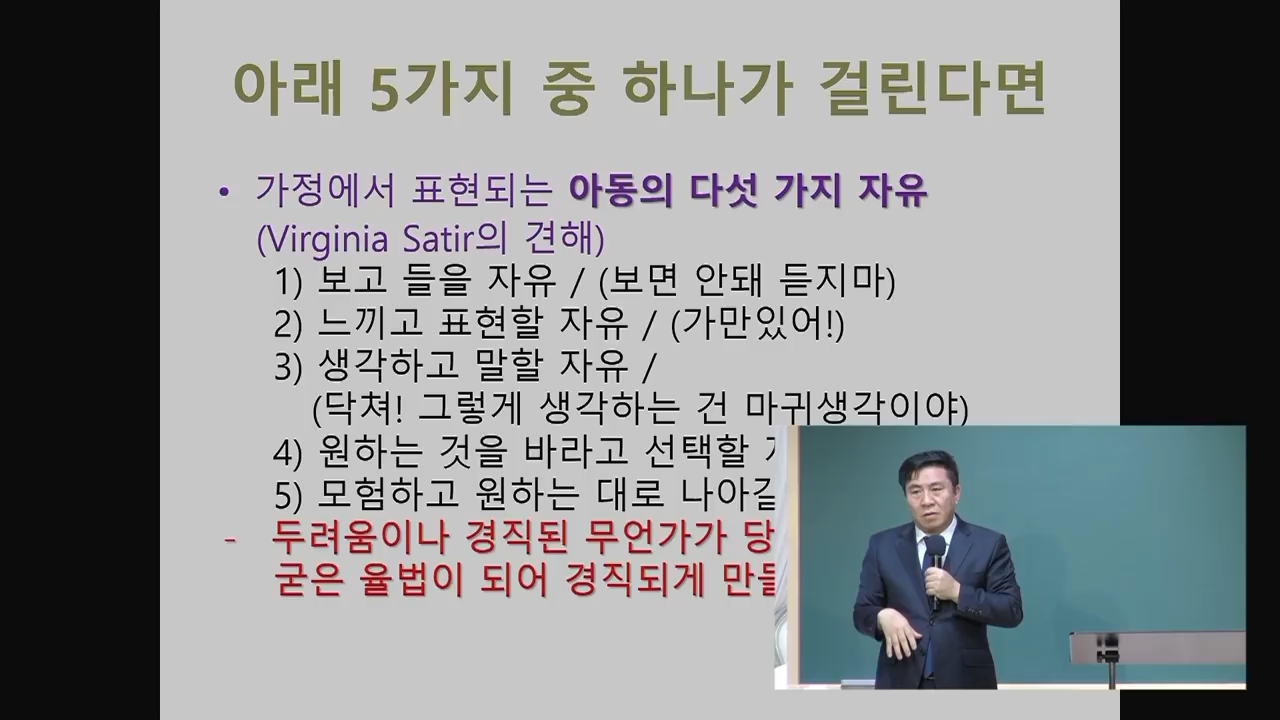 아래 5가지 중 하나가 걸린다면
• 가정에서 표현되는 아동의 다섯 가지 자유
(Virginia Satir의 견해)
1) 보고 들을 자유 / (보면 안돼 듣지마)
2) 느끼고 표현할 자유 / (가만있어!)
3) 생각하고 말할 자유 /
(닥쳐! 그렇게 생각하는 건 마귀생각이야)
4) 원하는 것을 바라고 선택할
5) 모험하고 원하는 대로 나아갈
- 두려움이나 경직된 무언가가 당
굳은 율법이 되어 경직되게 만들